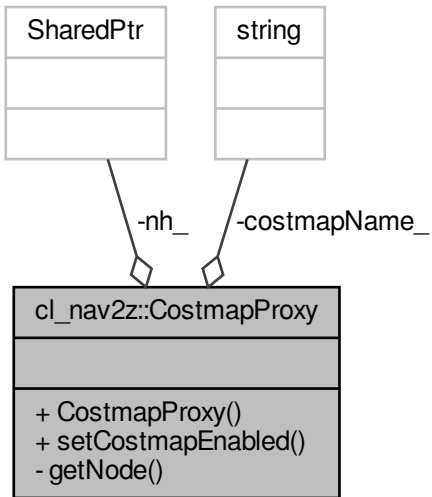 SharedPtr
string
-nh_
-costmapName_
cl_nav2z::CostmapProxy
+ CostmapProxy()
+ setCostmapEnabled()
- getNode()